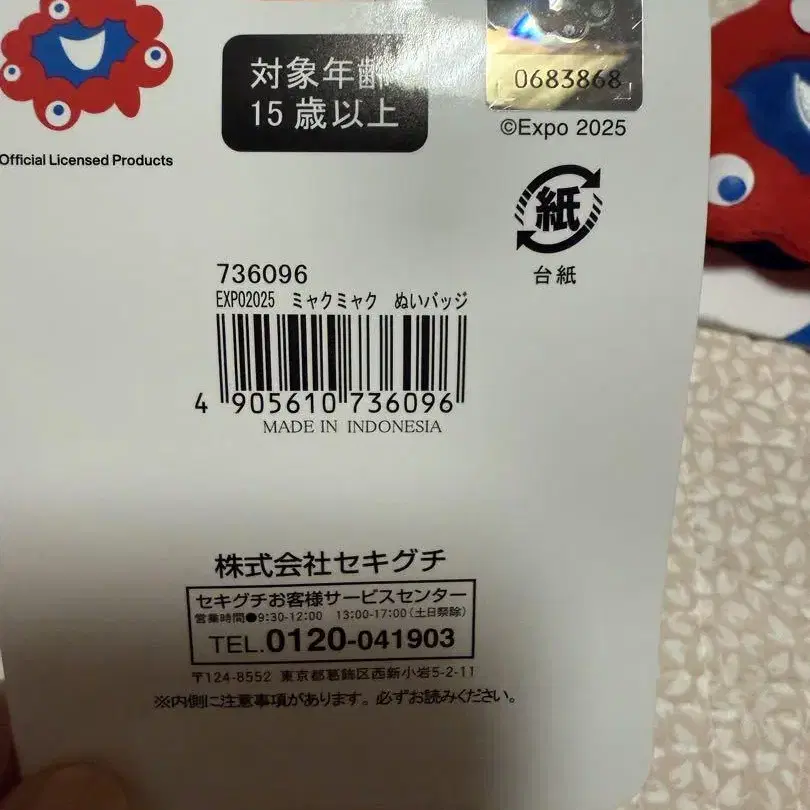 Official Licensed Products
対象年齢
15歳以上
0683868
©Expo 2025
紙
台紙
736096
EXPO2025 ミャクミャク ぬいバッジ
4 905610 736096
MADE IN INDONESIA
株式会社セキグチ
セキグチお客様サービスセンター
営業時間●9:30-12:00 13:00-17:00(土日祭除)
TEL.0120-041903
〒124-8552 東京都葛飾区西新小岩5-2-11
※内側に注意事項があります。必ずお読みください。